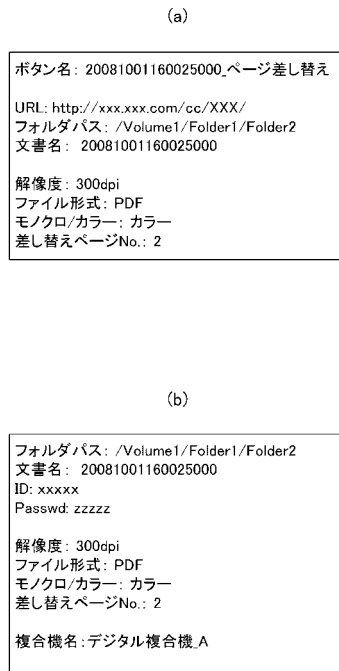 (a)
ボタン名: 20081001160025000_ページ差し替え
URL: http://xxx.xxx.com/cc/XXX/
フォルダパス: /Volume1/Folder1/Folder2
文書名: 20081001160025000
解像度: 300dpi
ファイル形式: PDF
モノクロ/カラー: カラー
差し替えページNo.: 2
(b)
フォルダパス: /Volume1/Folder1/Folder2
文書名: 20081001160025000
ID: xxxxx
Passwd: zzzzz
解像度: 300dpi
ファイル形式: PDF
モノクロ/カラー: カラー
差し替えページNo.: 2
複合機名:デジタル複合機_A